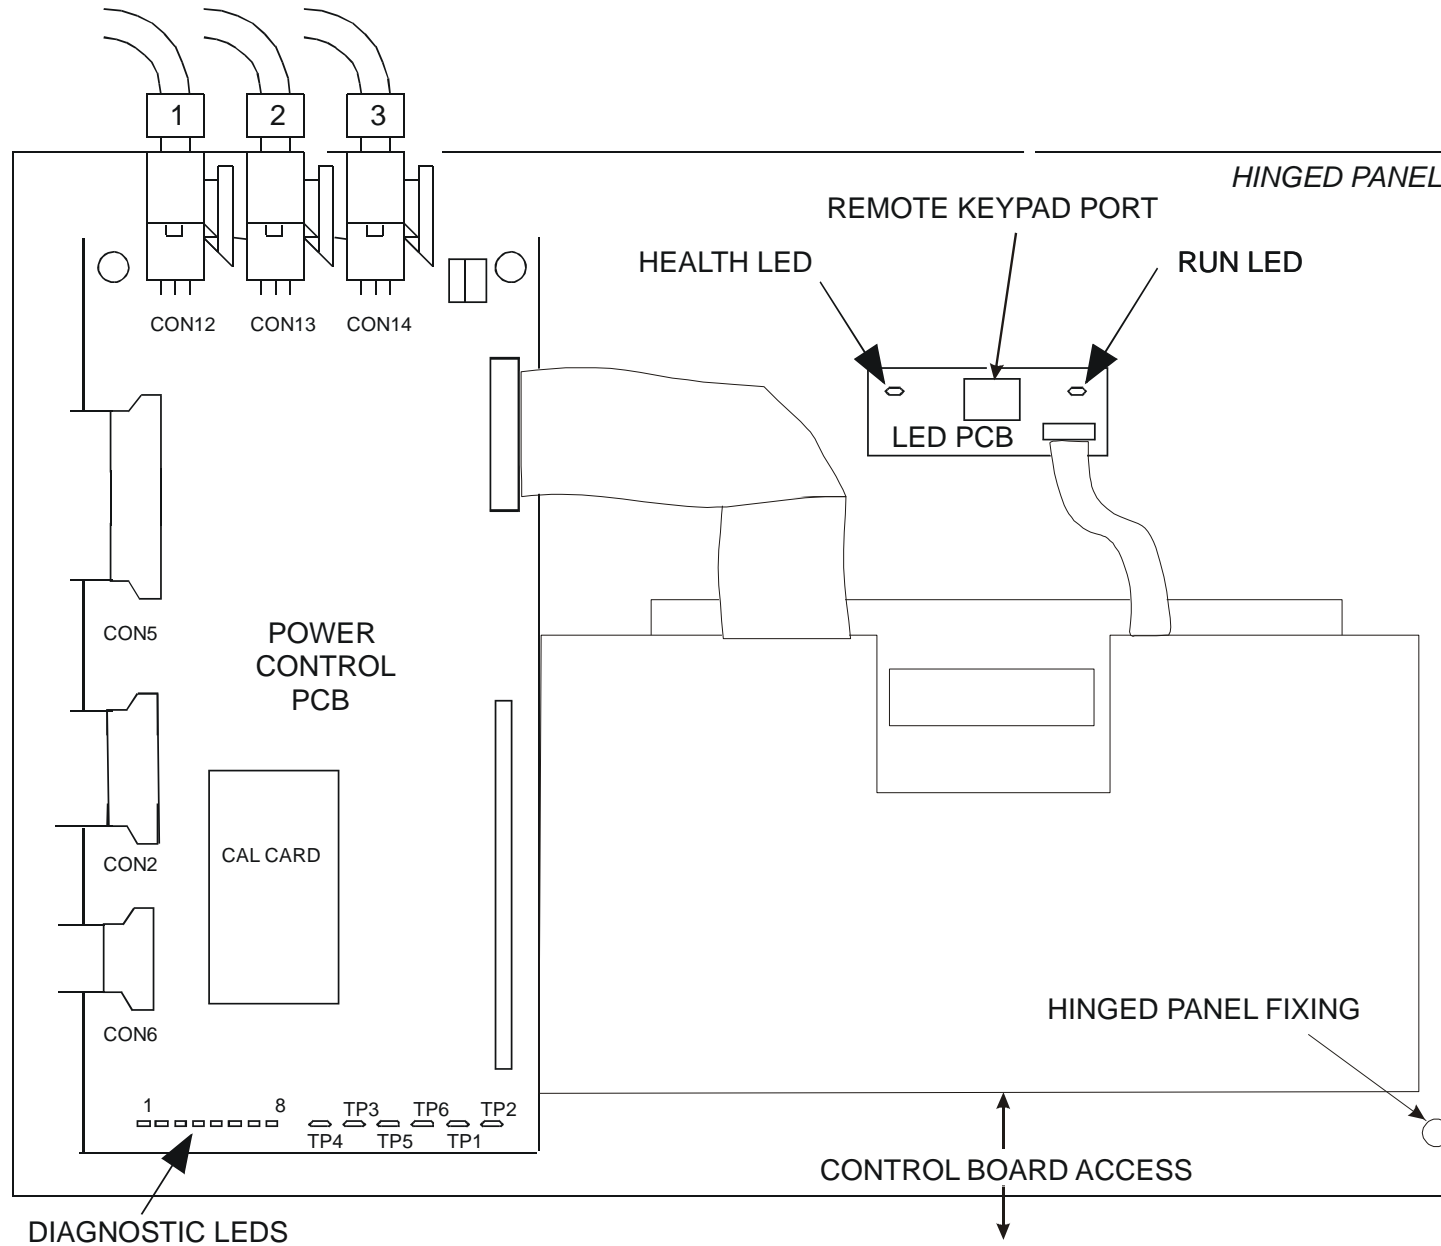 1 2 3
HINGED PANEL
REMOTE KEYPAD PORT
HEALTH LED
RUN LED
CON12 CON13 CON14
LED PCB
CON5
POWER
CONTROL
PCB
CAL CARD
CON2
HINGED PANEL FIXING
CON6
1 8
TP3 TP6 TP2
TP4 TP5 TP1
CONTROL BOARD ACCESS
DIAGNOSTIC LEDS